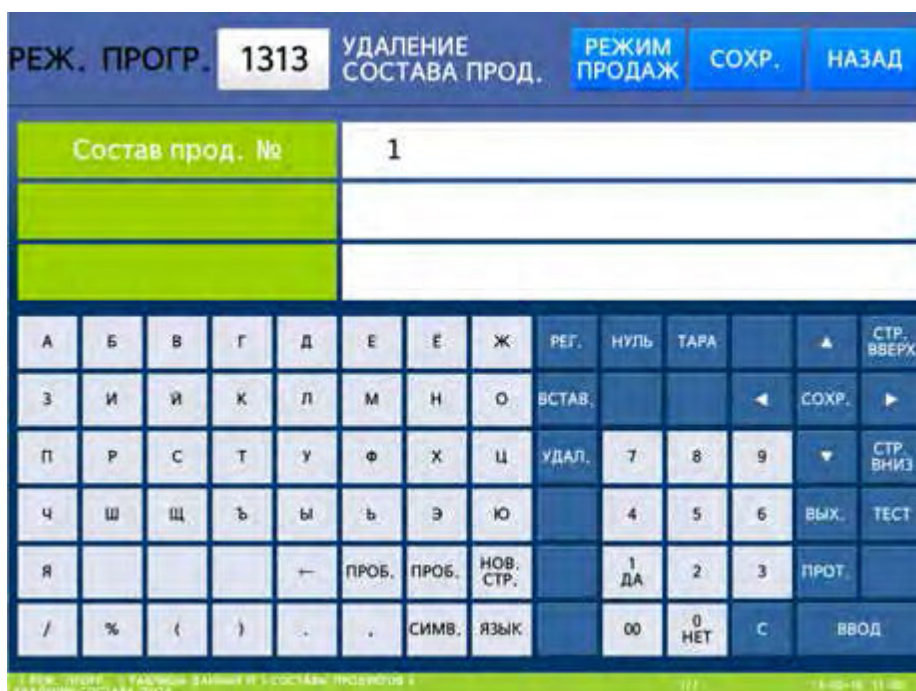 РЕЖ. ПРОГР. 1313 УДАЛЕНИЕ СОСТАВА ПРОД. РЕЖИМ ПРОДАЖ СОХР. НАЗАД
Состав прод. № 1
А Б В Г Д Е Ё Ж РЕГ. НУЛЬ ТАРА ▲ СТР. ВВЕРХ
З И Й К Л М Н О ВСТАВ. ◄ СОХР. ►
П Р С Т У Ф Х Ц УДАЛ. 7 8 9 ▼ СТР. ВНИЗ
Ч Ш Щ Ъ Ы Ь Э Ю 4 5 6 ВЫХ. ТЕСТ
Я ← ПРОБ. ПРОБ. НОВ. СТР. 1 ДА 2 3 ПРОТ.
/ % ( ) . , СИМВ. ЯЗЫК 00 0 НЕТ С ВВОД